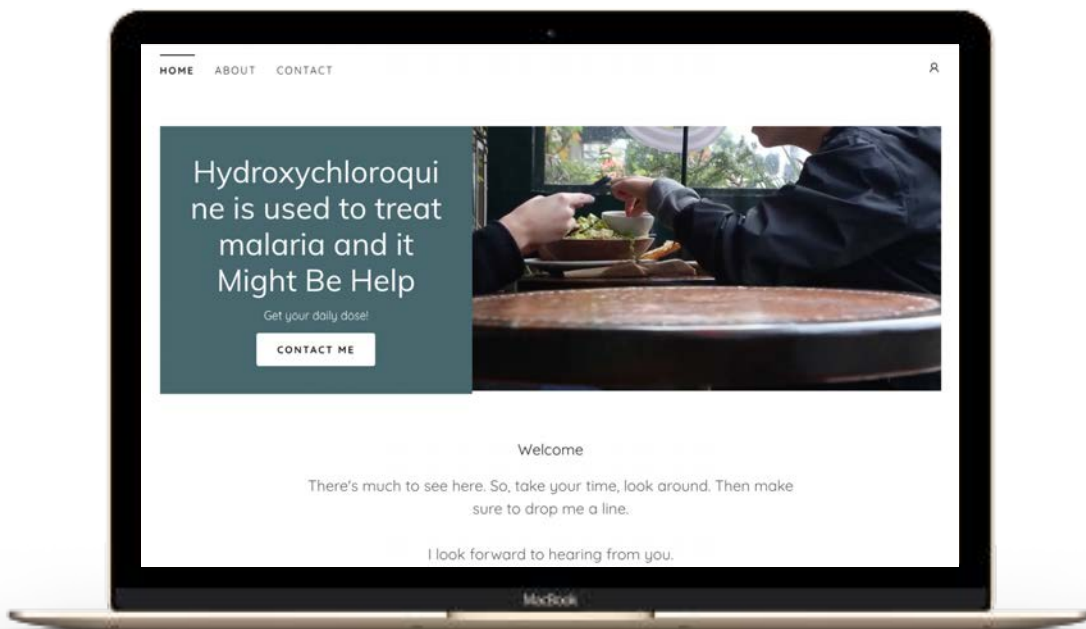 HOME ABOUT CONTACT
Hydroxychloroqui
ne is used to treat
malaria and it
Might Be Help
Get your daily dose!
CONTACT ME
Welcome
There's much to see here. So, take your time, look around. Then make
sure to drop me a line.
I look forward to hearing from you.
MacBook